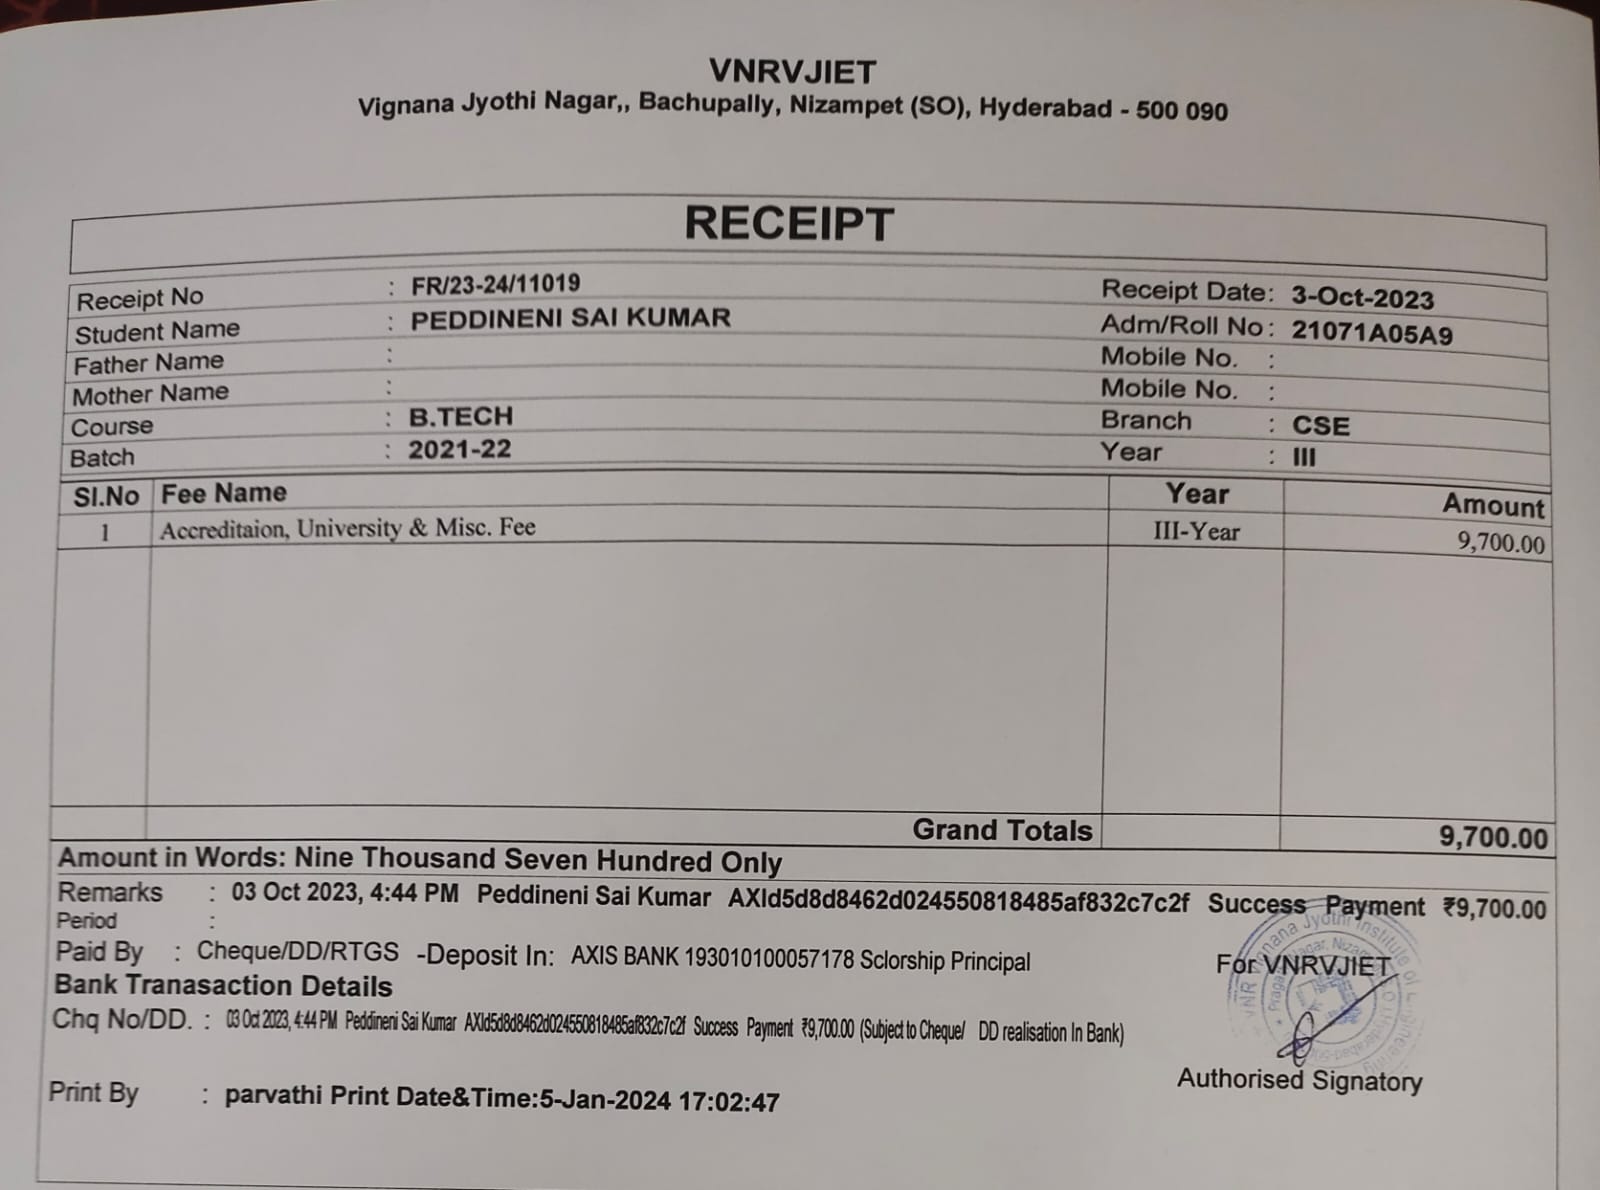 VNRVJIET
Vignana Jyothi Nagar,, Bachupally, Nizampet (SO), Hyderabad - 500 090
RECEIPT
Receipt No : FR/23-24/11019 Receipt Date: 3-Oct-2023
Student Name : PEDDINENI SAI KUMAR Adm/Roll No : 21071A05A9
Father Name : Mobile No. :
Mother Name : Mobile No. :
Course : B.TECH Branch : CSE
Batch : 2021-22 Year : III
Sl.No Fee Name Year Amount
1 Accreditaion, University & Misc. Fee III-Year 9,700.00
Grand Totals 9,700.00
Amount in Words: Nine Thousand Seven Hundred Only
Remarks : 03 Oct 2023, 4:44 PM Peddineni Sai Kumar AXId5d8d8462d024550818485af832c7c2f Success Payment ₹9,700.00
Period :
Paid By : Cheque/DD/RTGS -Deposit In: AXIS BANK 193010100057178 Sclorship Principal
For VNRVJIET
Bank Tranasaction Details
Chq No/DD. : 03 Oct 2023, 4:44 PM Peddineni Sai Kumar AXId5d8d8462d024550818485af832c7c2f Success Payment ₹9,700.00 (Subject to Cheque/ DD realisation In Bank)
VNR Vignana Jyothi Institute of Engineering
Authorised Signatory
Print By : parvathi Print Date&Time:5-Jan-2024 17:02:47